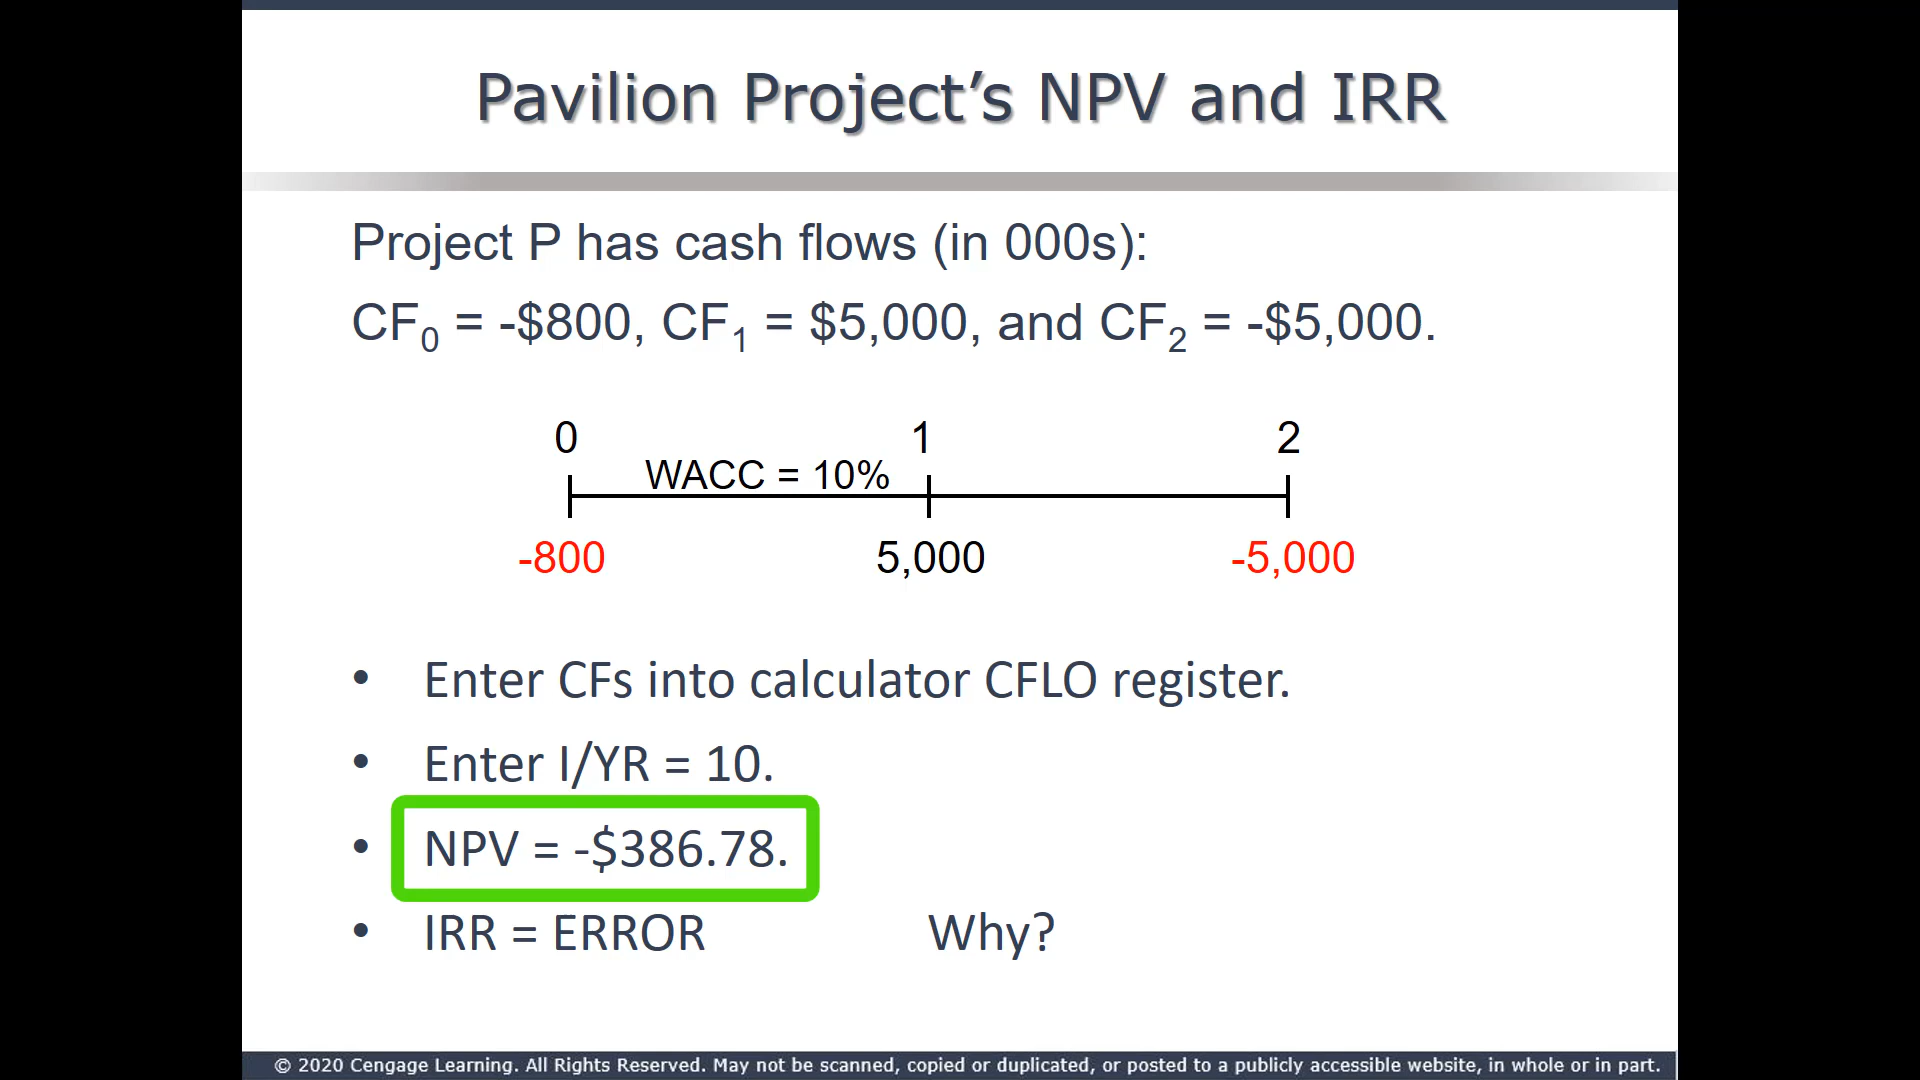 Pavilion Project’s NPV and IRR
Project P has cash flows (in 000s):
CF0 = -$800, CF1 = $5,000, and CF2 = -$5,000.
0 1 2
WACC = 10%
-800 5,000 -5,000
• Enter CFs into calculator CFLO register.
• Enter I/YR = 10.
• NPV = -$386.78.
• IRR = ERROR Why?
© 2020 Cengage Learning. All Rights Reserved. May not be scanned, copied or duplicated, or posted to a publicly accessible website, in whole or in part.